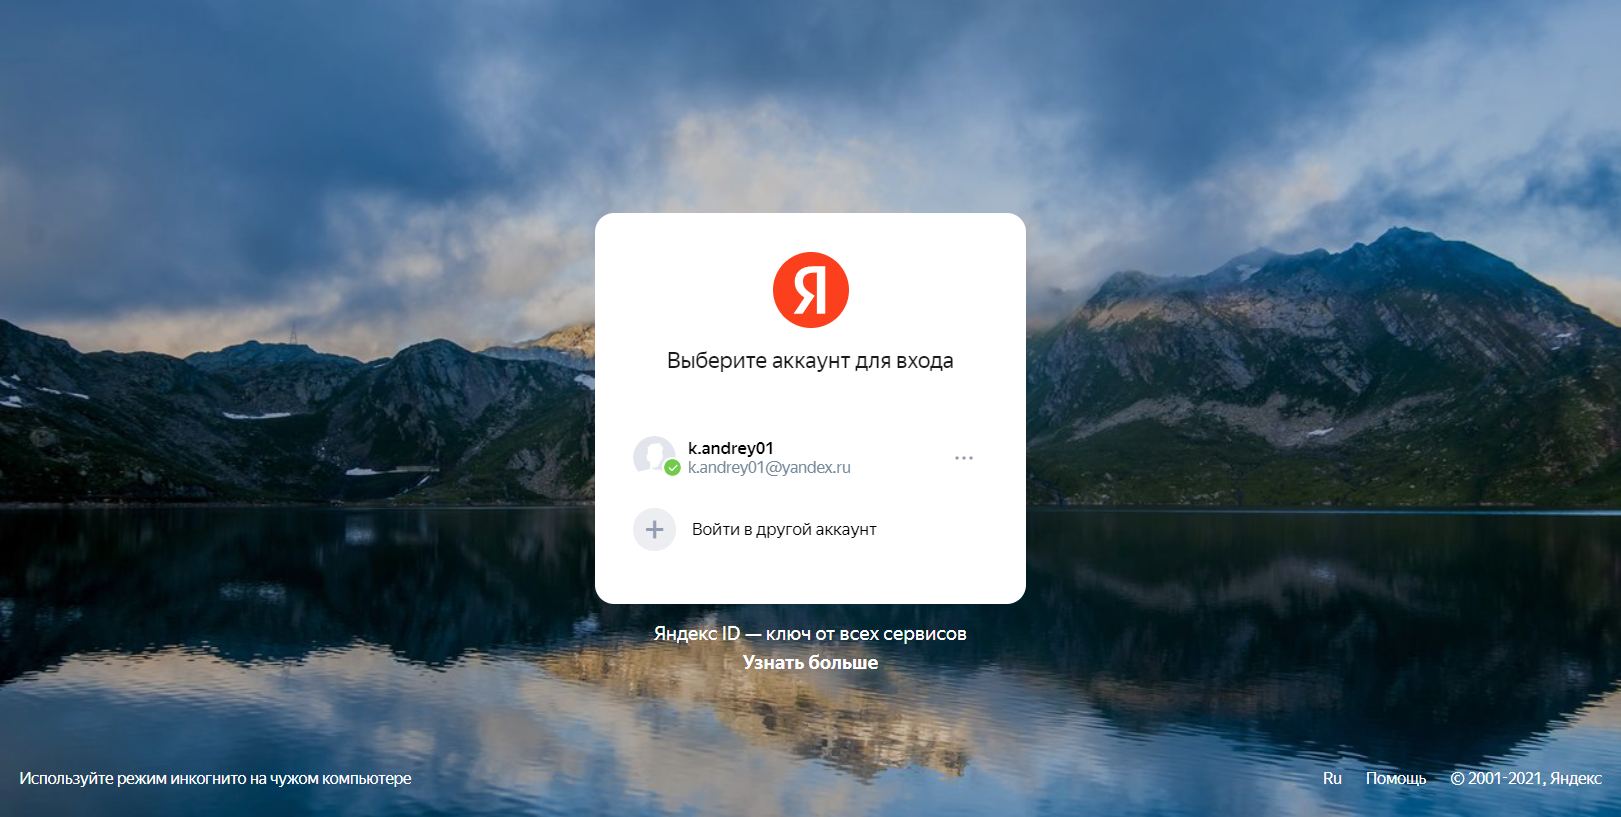 Я
Выберите аккаунт для входа
k.andrey01
k.andrey01@yandex.ru
Войти в другой аккаунт
Яндекс ID — ключ от всех сервисов
Узнать больше
Используйте режим инкогнито на чужом компьютере
Ru Помощь © 2001-2021, Яндекс